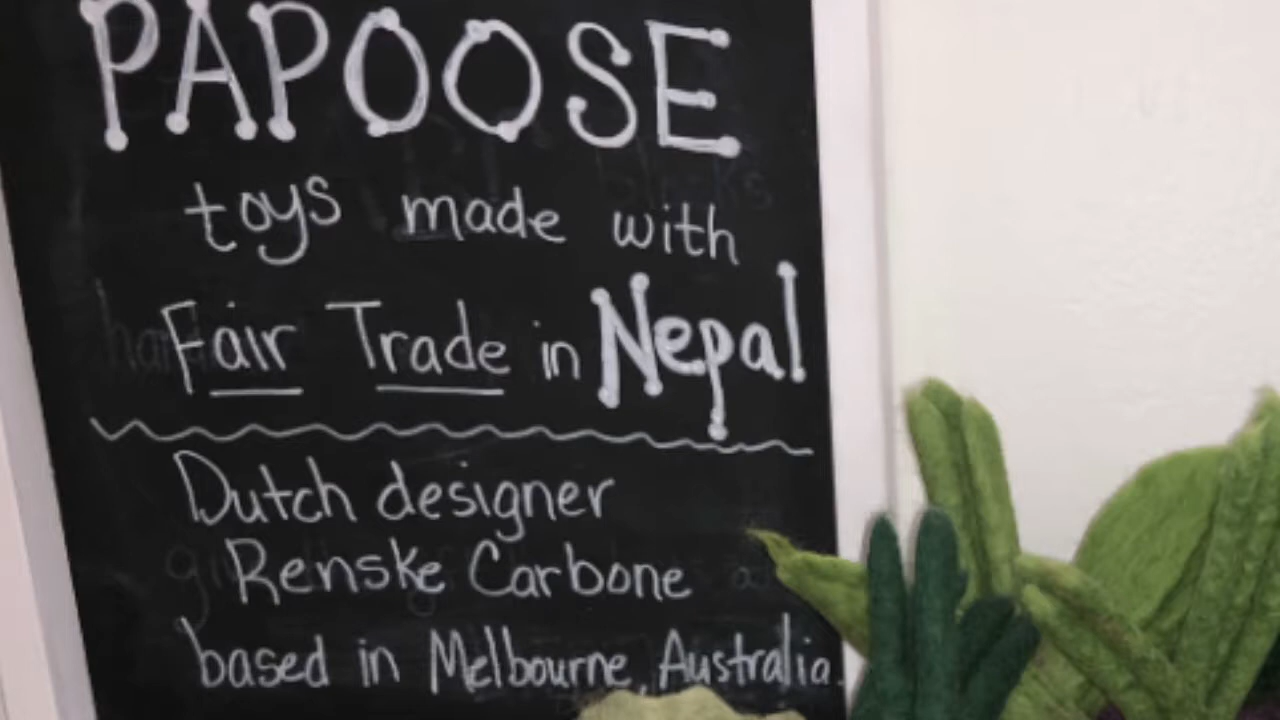 PAPOOSE
toys made with
Fair Trade in Nepal
Dutch designer
Renske Carbone
based in Melbourne, Australia.